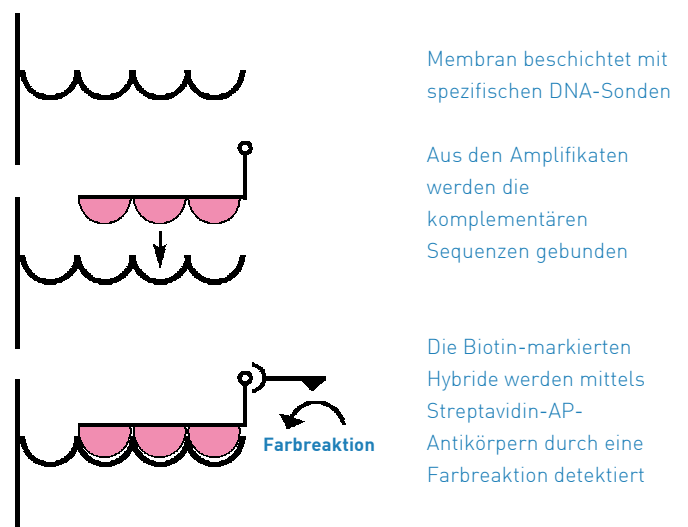 Membran beschichtet mit
spezifischen DNA-Sonden
Aus den Amplifikaten
werden die
komplementären
Sequenzen gebunden
Die Biotin-markierten
Hybride werden mittels
Streptavidin-AP-
Antikörpern durch eine
Farbreaktion detektiert
Farbreaktion